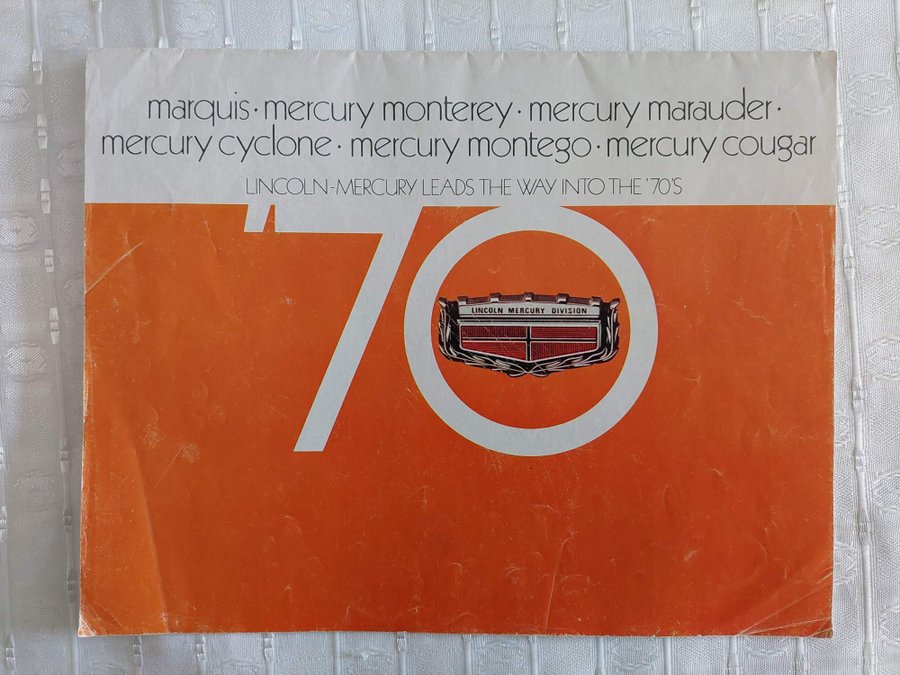 marquis · mercury monterey · mercury marauder ·
mercury cyclone · mercury montego · mercury cougar
LINCOLN-MERCURY LEADS THE WAY INTO THE '70'S
'70
LINCOLN MERCURY DIVISION